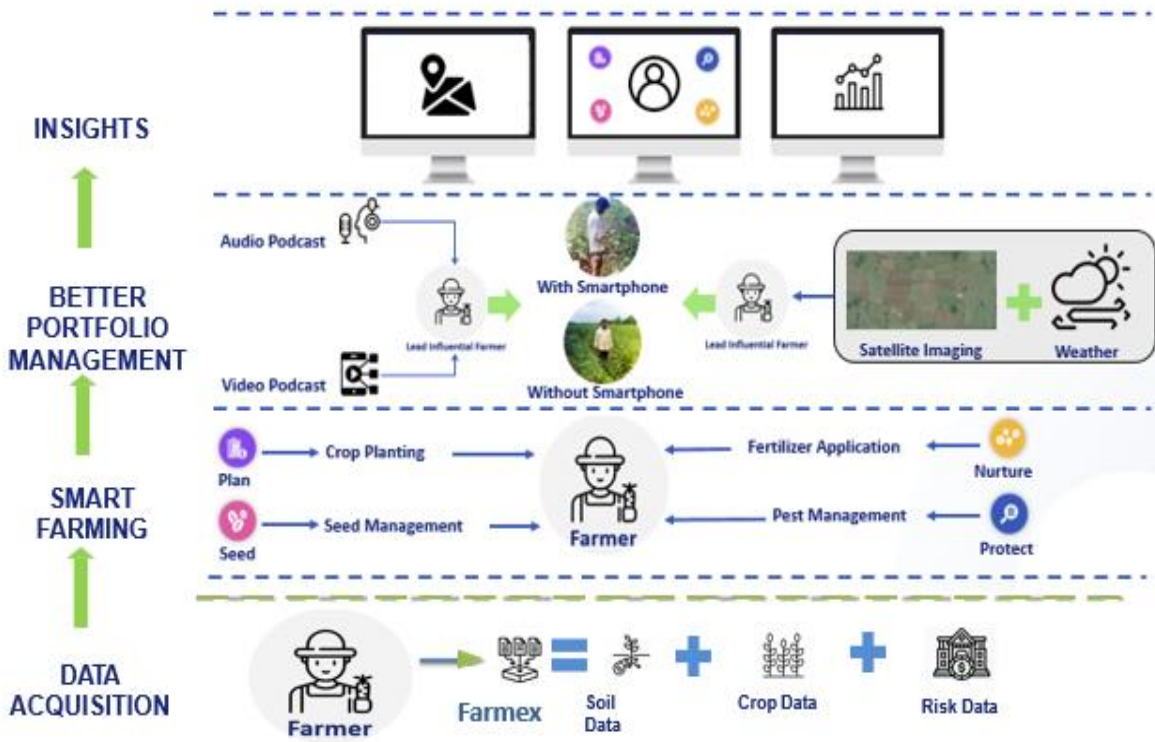 INSIGHTS
Audio Podcast
With Smartphone
BETTER
PORTFOLIO
MANAGEMENT
Lead Influential Farmer
Lead Influential Farmer
Satellite Imaging
Weather
Video Podcast
Without Smartphone
Plan
Crop Planting
Fertilizer Application
Nurture
SMART
FARMING
Seed
Seed Management
Farmer
Pest Management
Protect
DATA
ACQUISITION
Farmer
Farmex
Soil
Data
Crop Data
Risk Data